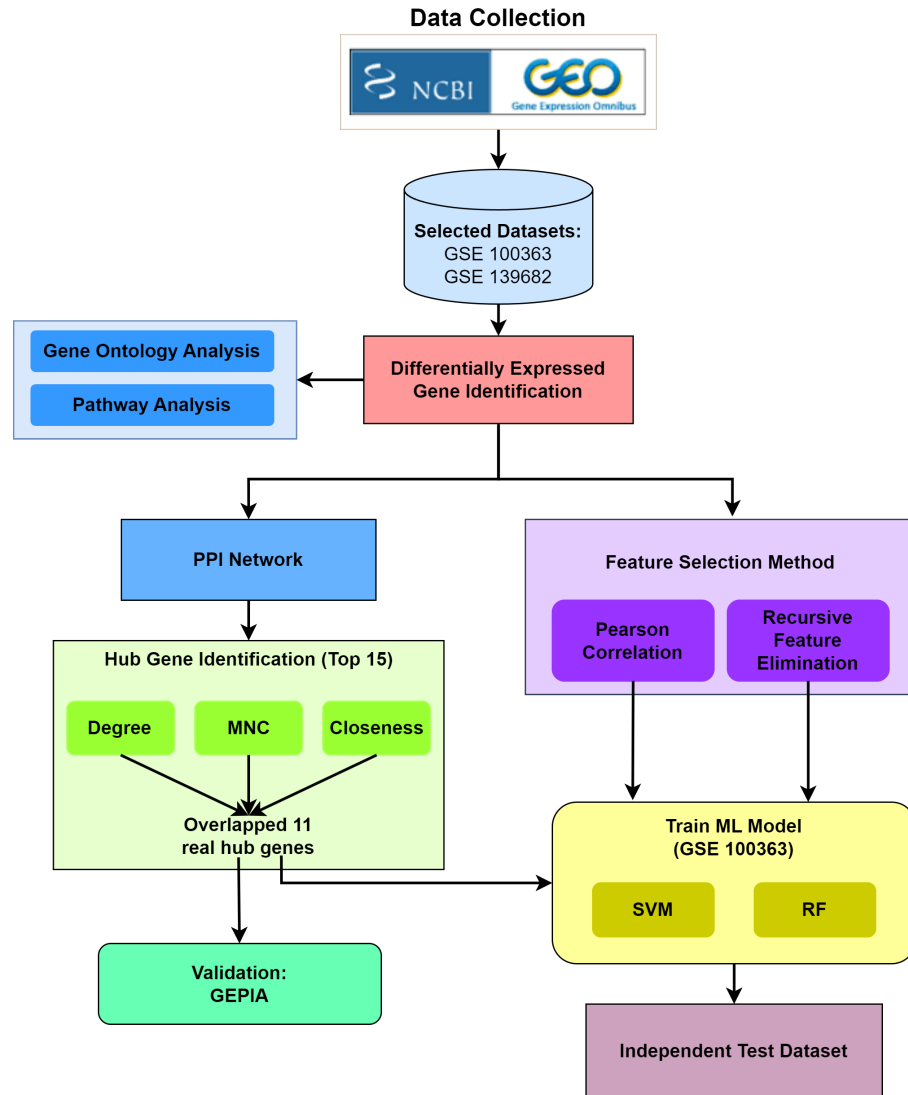 Data Collection
NCBI
GEO
Gene Expression Omnibus
Selected Datasets:
GSE 100363
GSE 139682
Gene Ontology Analysis
Pathway Analysis
Differentially Expressed
Gene Identification
PPI Network
Feature Selection Method
Pearson
Correlation
Recursive
Feature
Elimination
Hub Gene Identification (Top 15)
Degree
MNC
Closeness
Overlapped 11
real hub genes
Train ML Model
(GSE 100363)
SVM
RF
Validation:
GEPIA
Independent Test Dataset